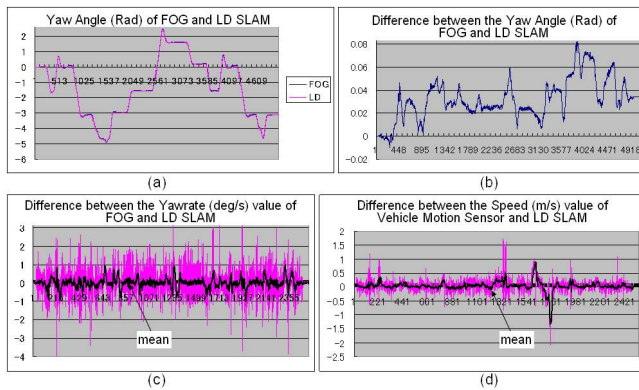 Yaw Angle (Rad) of FOG and LD SLAM
2
1
0
-1
-2
-3
-4
-5
-6
513 1025 1537 2049 2561 3073 3585 4097 4609
FOG
LD
(a)
Difference between the Yaw Angle (Rad) of
FOG and LD SLAM
0.08
0.06
0.04
0.02
0
-0.02
1 448 895 1342 1789 2236 2683 3130 3577 4024 4471 4918
(b)
Difference between the Yawrate (deg/s) value of
FOG and LD SLAM
3
2
1
0
-1
-2
-3
-4
mean
(c)
Difference between the Speed (m/s) value of
Vehicle Motion Sensor and LD SLAM
2
1.5
1
0.5
0
-0.5
-1
-1.5
-2
-2.5
1 221 441 661 881 1101 1321 1541 1981 2201 2421
mean
(d)